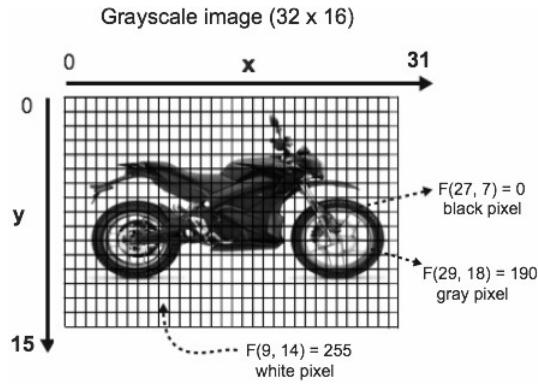 Grayscale image (32 x 16)
0
x
31
0
y
15
F(27, 7) = 0
black pixel
F(29, 18) = 190
gray pixel
F(9, 14) = 255
white pixel